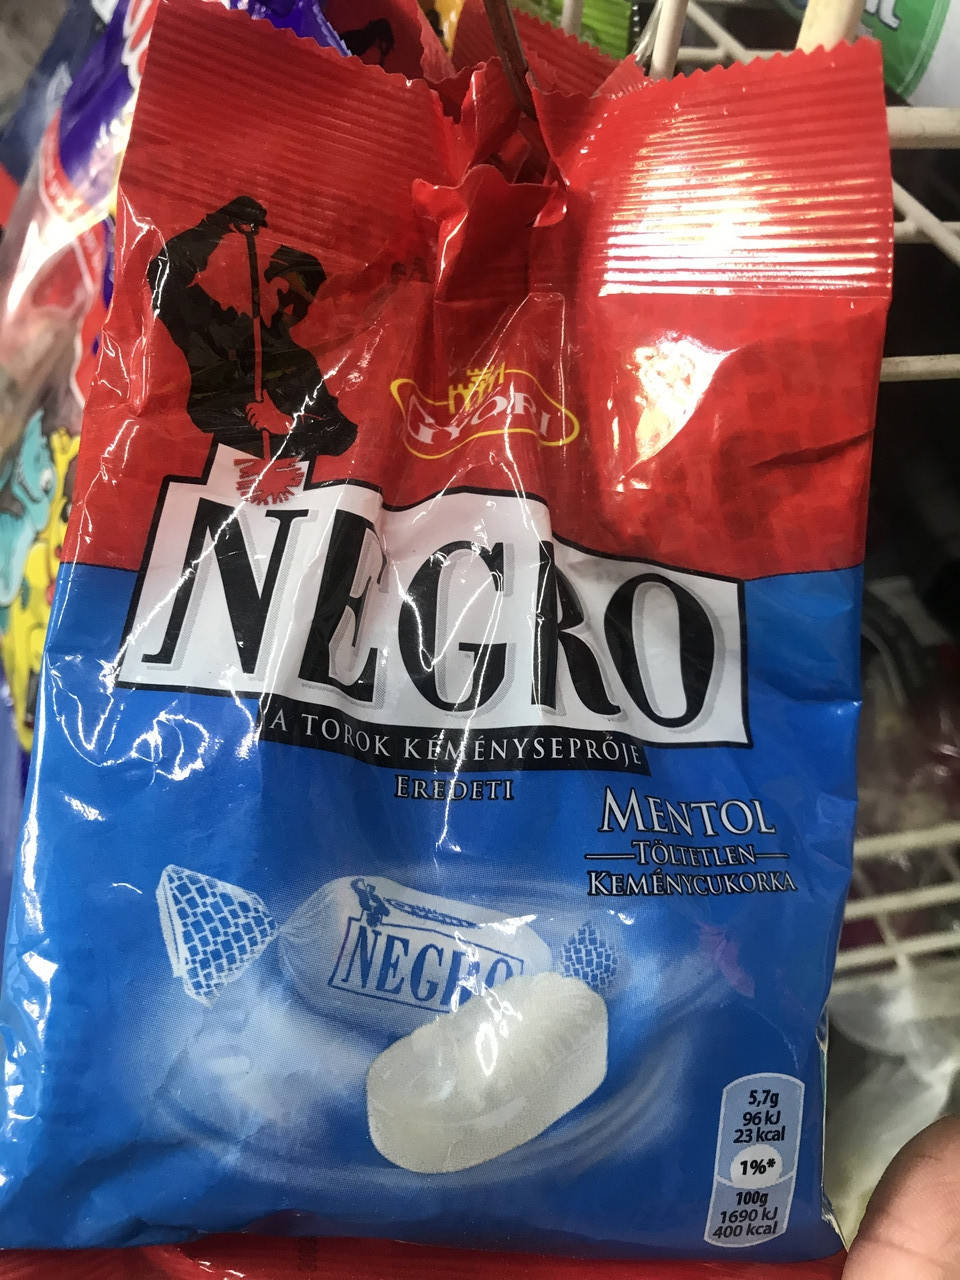 GYŐRI
NEGRO
A TOROK KÉMÉNYSEPRŐJE
EREDETI
MENTOL
TÖLTETLEN
KEMÉNYCUKORKA
NEGRO
5,7g
96 kJ
23 kcal
1%*
100g
1690 kJ
400 kcal